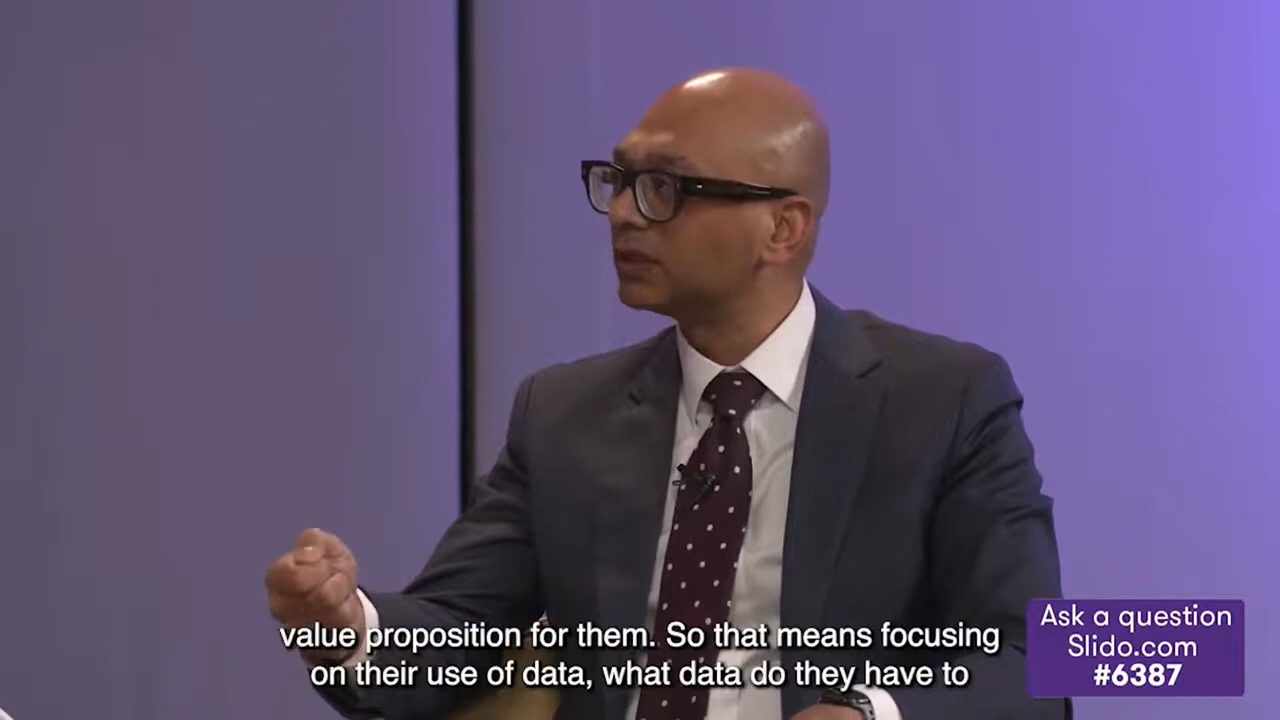 value proposition for them. So that means focusing
on their use of data, what data do they have to
Ask a question
Slido.com
#6387